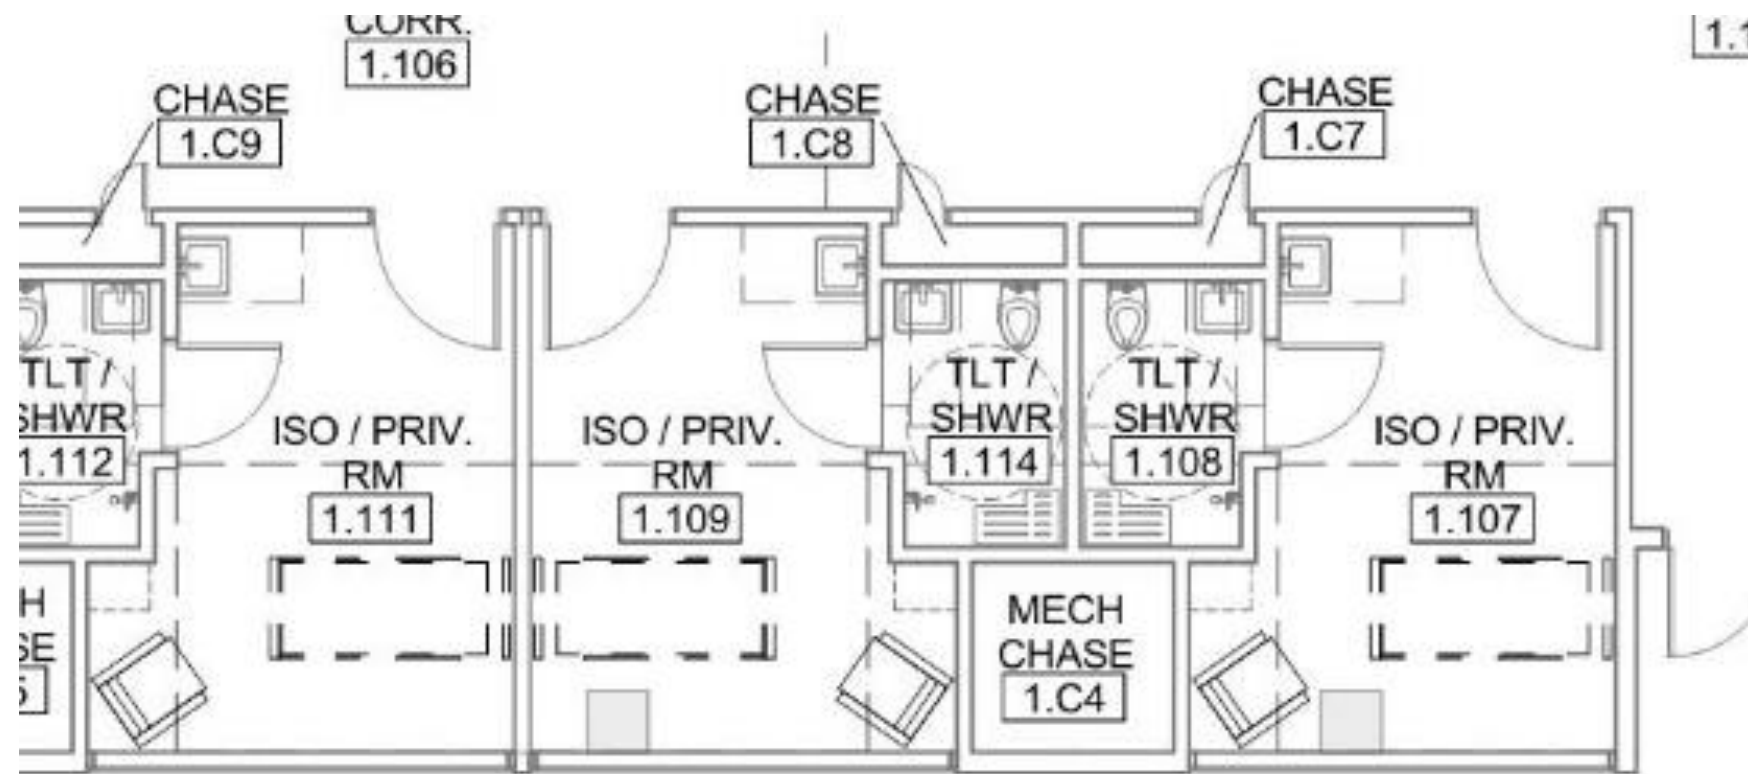 CORR.
1.106
CHASE
1.C9
CHASE
1.C8
CHASE
1.C7
TLT /
SHWR
1.112
ISO / PRIV.
RM
1.111
ISO / PRIV.
RM
1.109
TLT /
SHWR
1.114
TLT /
SHWR
1.108
ISO / PRIV.
RM
1.107
MECH
CHASE
1.C4